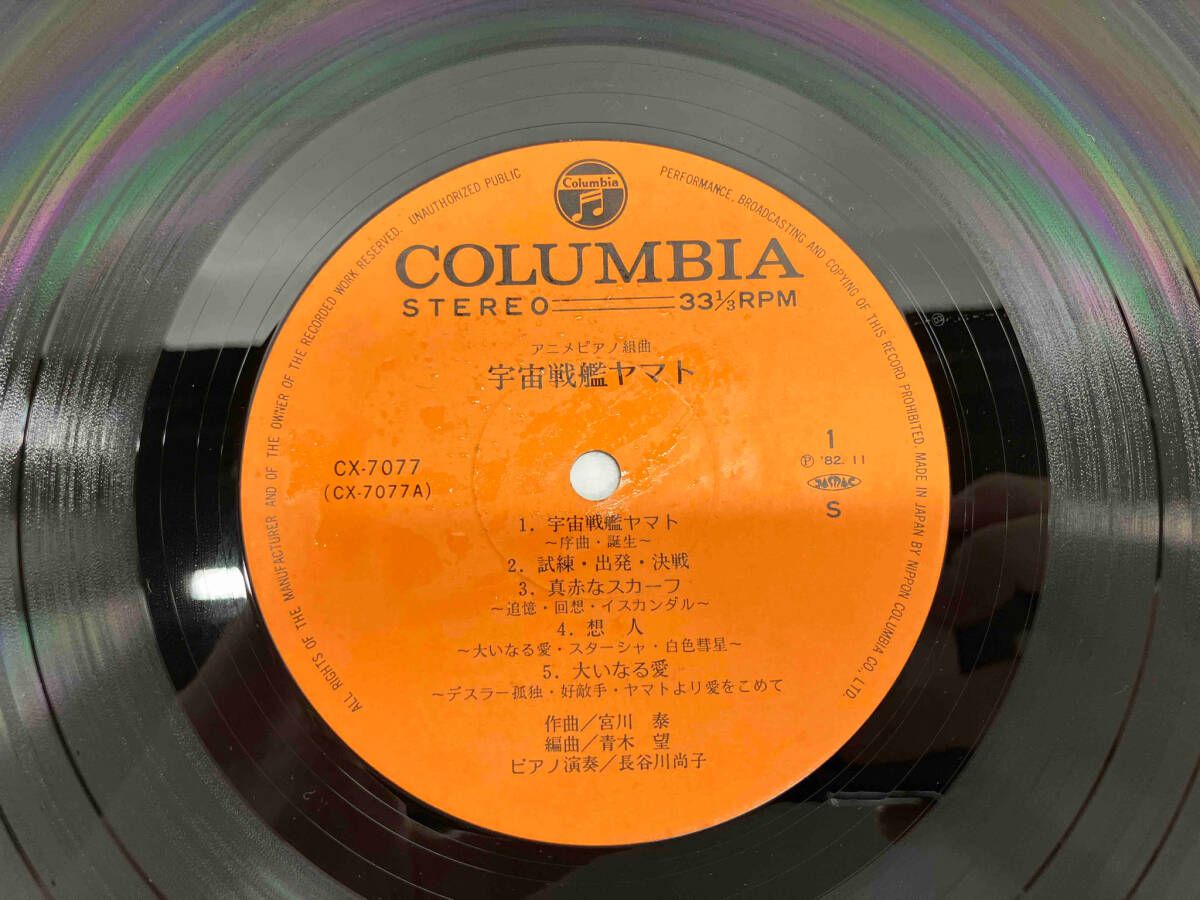 Columbia
ALL RIGHTS OF THE MANUFACTURER AND OF THE OWNER OF THE RECORDED WORK RESERVED. UNAUTHORIZED PUBLIC PERFORMANCE, BROADCASTING AND COPYING OF THIS RECORD PROHIBITED. MADE IN JAPAN BY NIPPON COLUMBIA CO., LTD.
COLUMBIA
STEREO 33⅓RPM
アニメピアノ組曲
宇宙戦艦ヤマト
CX-7077
(CX-7077A)
1
Ⓟ '82. 11
JASRAC
S
1. 宇宙戦艦ヤマト
〜序曲・誕生〜
2. 試練・出発・決戦
3. 真赤なスカーフ
〜追憶・回想・イスカンダル〜
4. 想 人
〜大いなる愛・スターシャ・白色彗星〜
5. 大いなる愛
〜デスラー孤独・好敵手・ヤマトより愛をこめて
作曲/宮川 泰
編曲/青木 望
ピアノ演奏/長谷川尚子